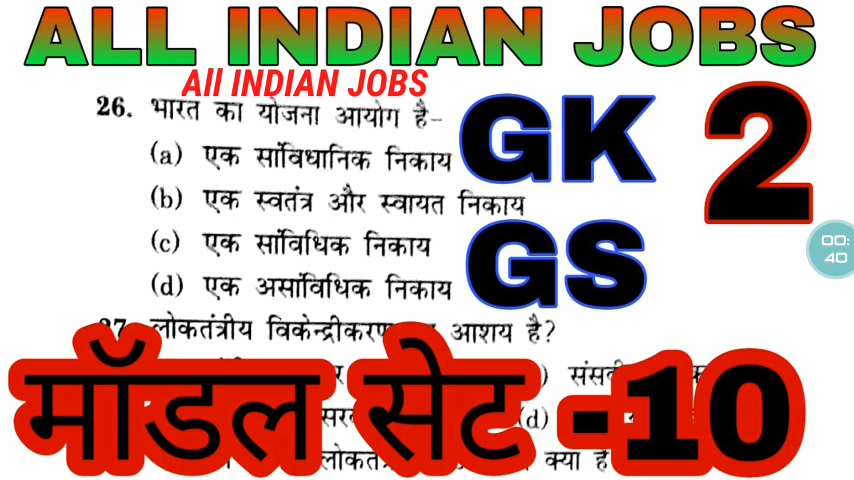 ALL INDIAN JOBS
All INDIAN JOBS
26. भारत का योजना आयोग है-
(a) एक सांविधानिक निकाय
(b) एक स्वतंत्र और स्वायत निकाय
(c) एक सांविधिक निकाय
(d) एक असांविधिक निकाय
GK
GS
2
00:
40
27. लोकतंत्रीय विकेन्द्रीकरण आशय है?
मॉडल सेट -10
(d)
क्या है